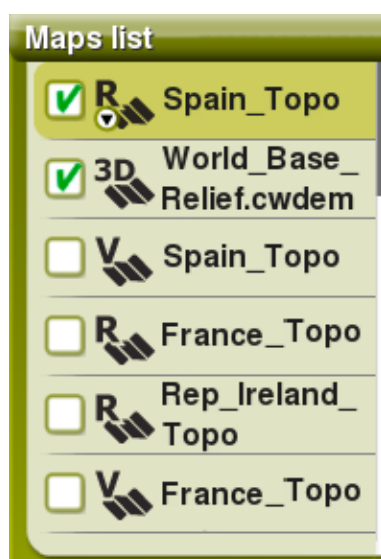 Maps list
R Spain_Topo
3D World_Base_
Relief.cwdem
V Spain_Topo
R France_Topo
R Rep_Ireland_
Topo
V France_Topo